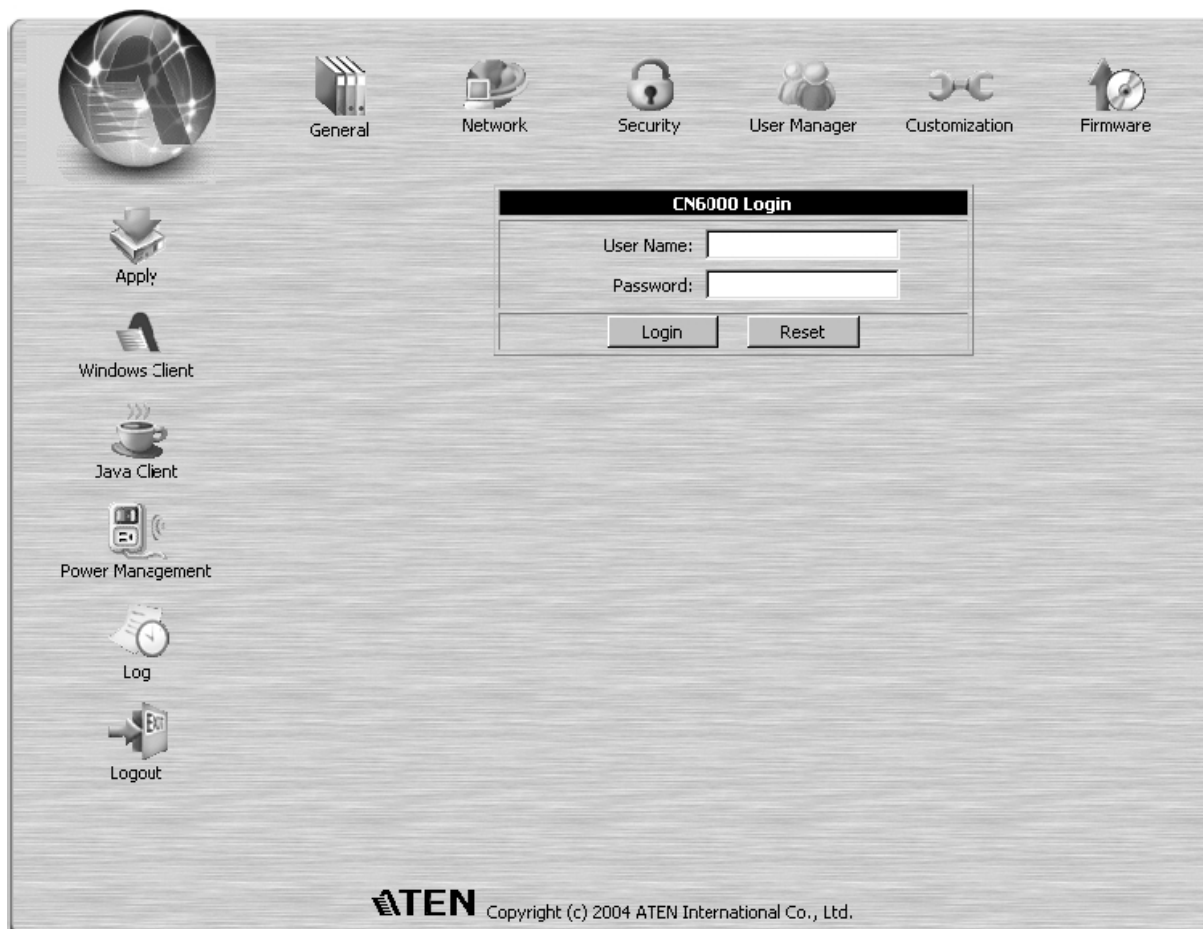 General
Network
Security
User Manager
Customization
Firmware
CN6000 Login
User Name:
Password:
Login
Reset
Apply
Windows Client
Java Client
Power Management
Log
EXIT
Logout
ATEN Copyright (c) 2004 ATEN International Co., Ltd.